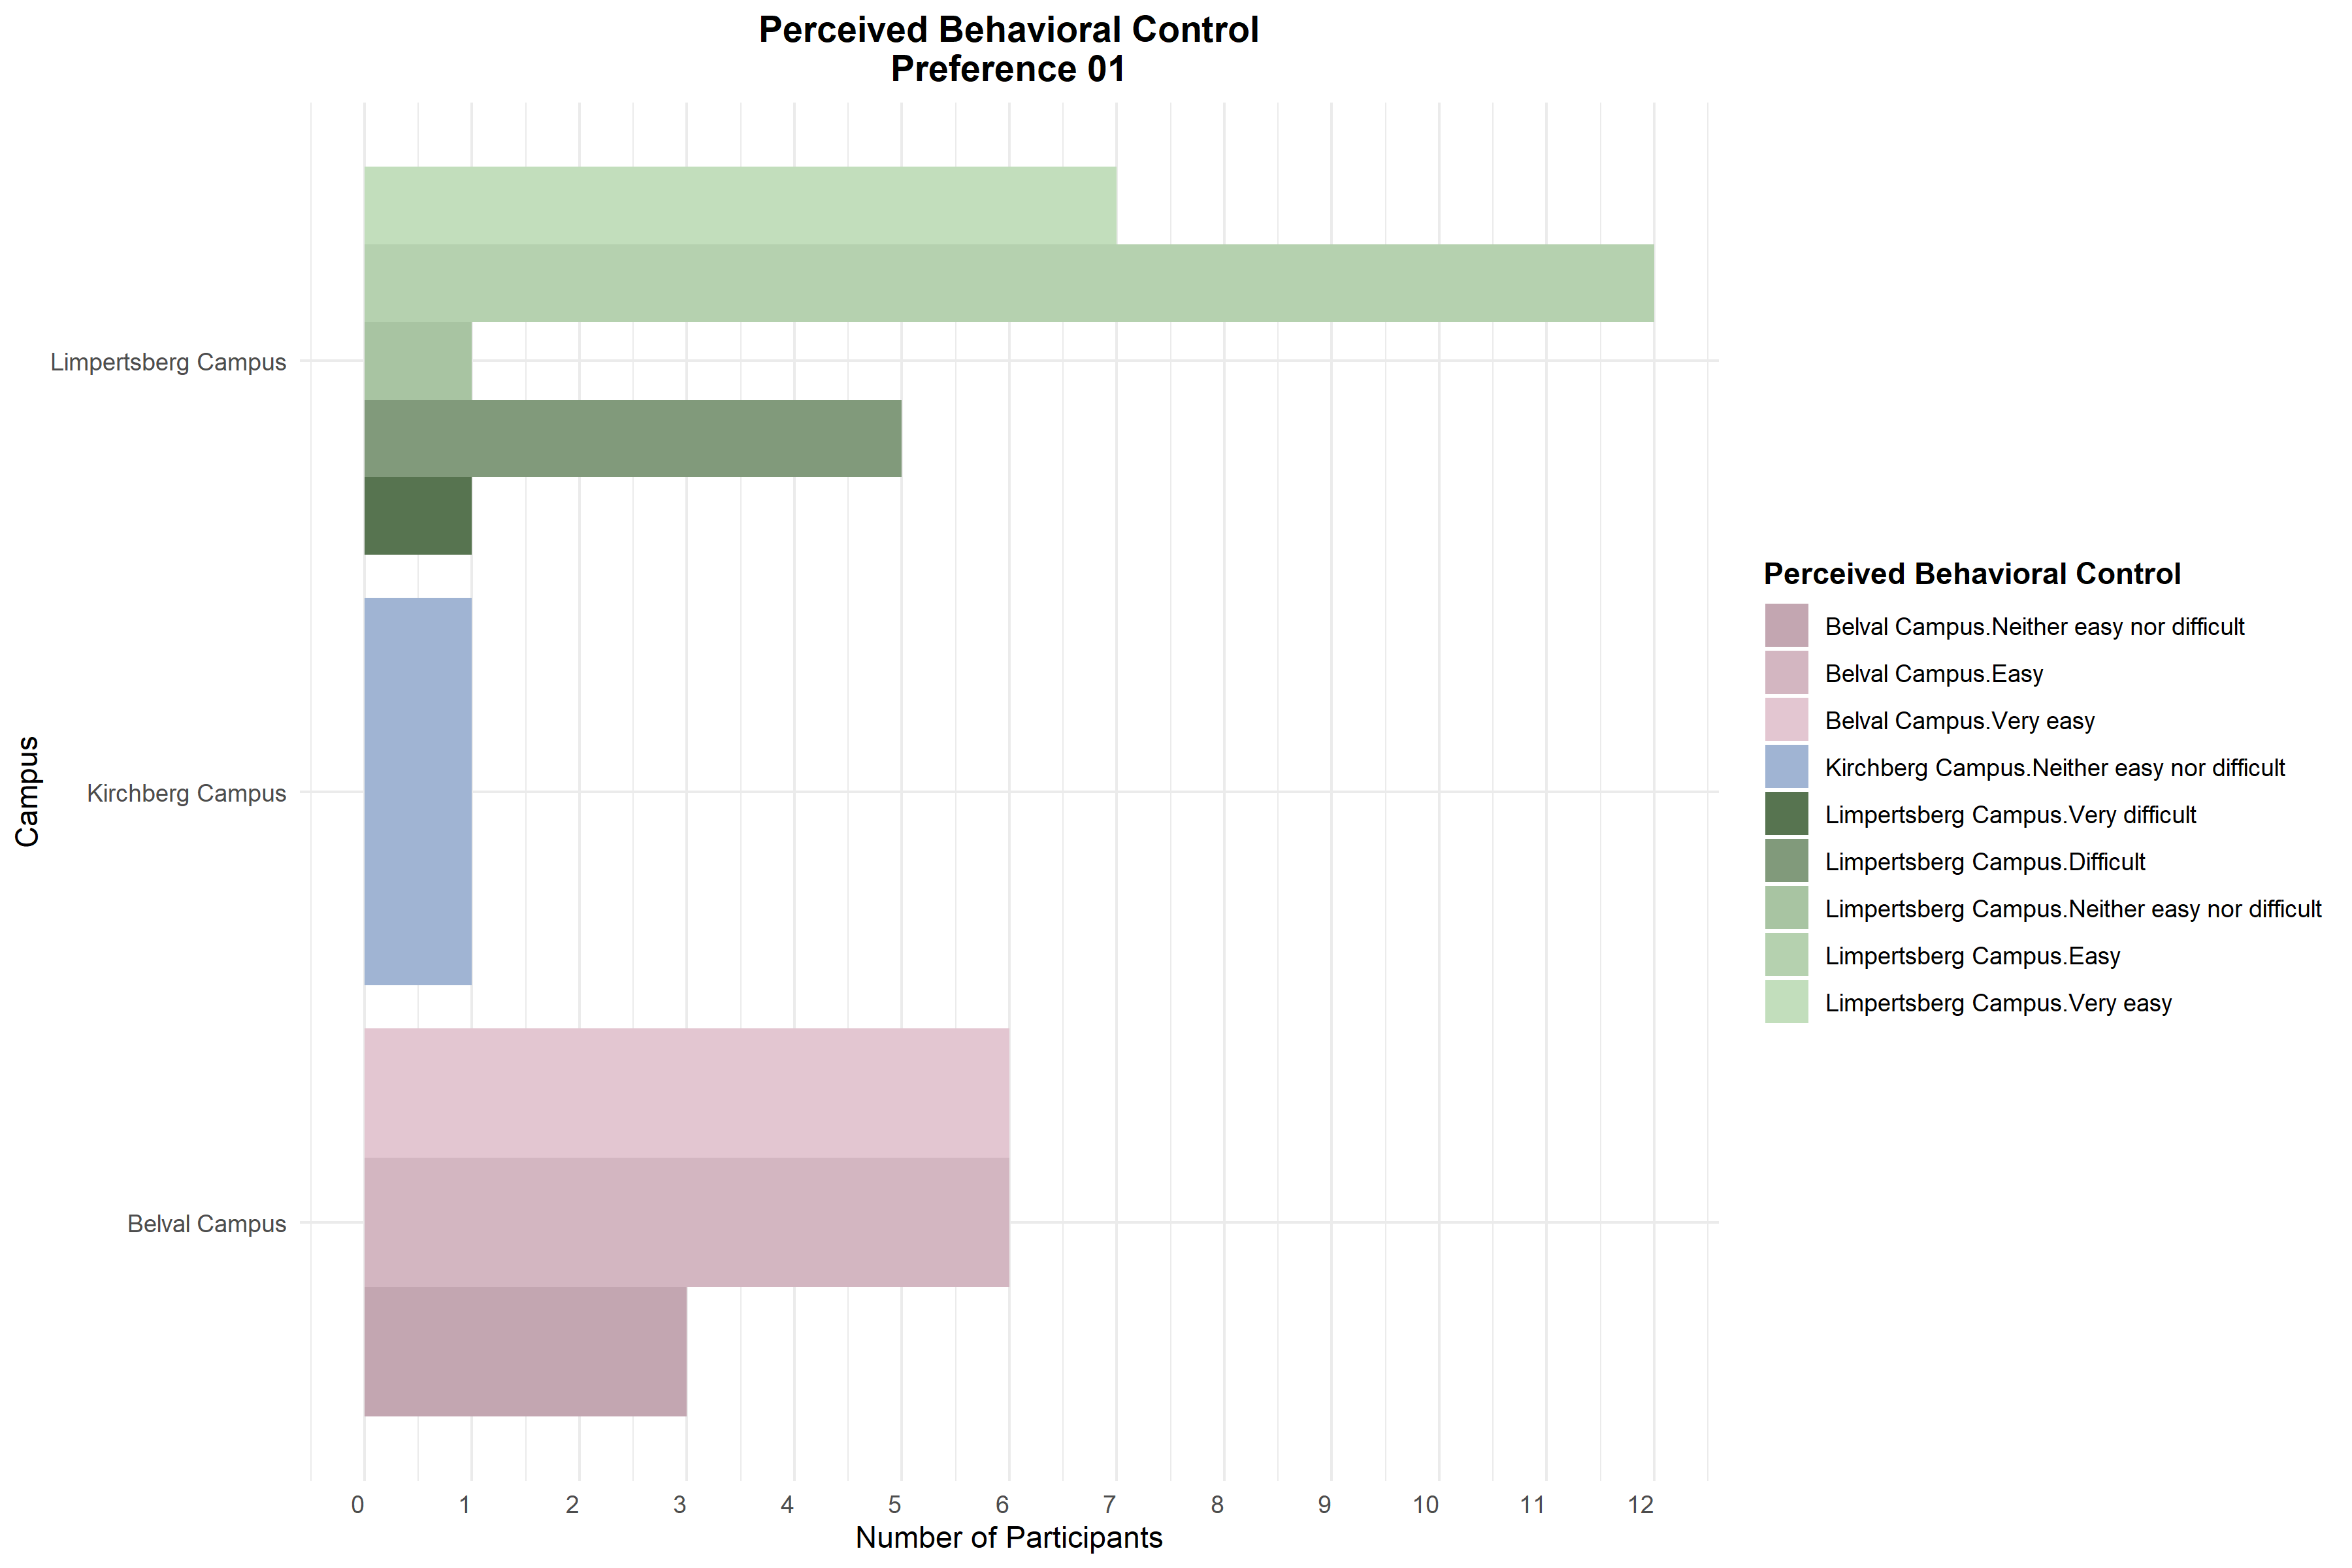 Perceived Behavioral Control
Preference 01
Limpertsberg Campus
Kirchberg Campus
Belval Campus
Campus
0 1 2 3 4 5 6 7 8 9 10 11 12
Number of Participants
Perceived Behavioral Control
Belval Campus.Neither easy nor difficult
Belval Campus.Easy
Belval Campus.Very easy
Kirchberg Campus.Neither easy nor difficult
Limpertsberg Campus.Very difficult
Limpertsberg Campus.Difficult
Limpertsberg Campus.Neither easy nor difficult
Limpertsberg Campus.Easy
Limpertsberg Campus.Very easy